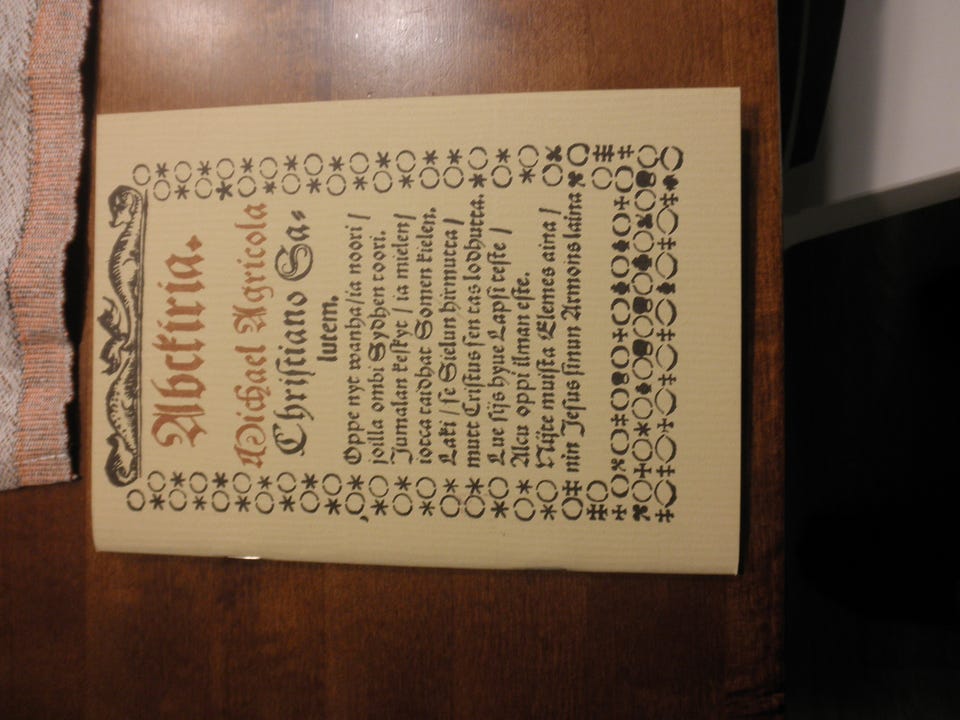 Abckiria.
Michael Agricola
Christiano Sa-
lutem.
Oppe nyt wanha/ia noori /
joilla ombi Sydhen toori.
Jumalan keskyt / ia mielen /
iotca taidhat Somen kielen.
Laki / se Sielun hirmutta /
mutt Cristus sen tas lodhutta.
Lue sijs hyue Lapsi teste /
Alcu oppi ilman este.
Nijte muista Elemes aina /
nin Jesus sinun Armons laina